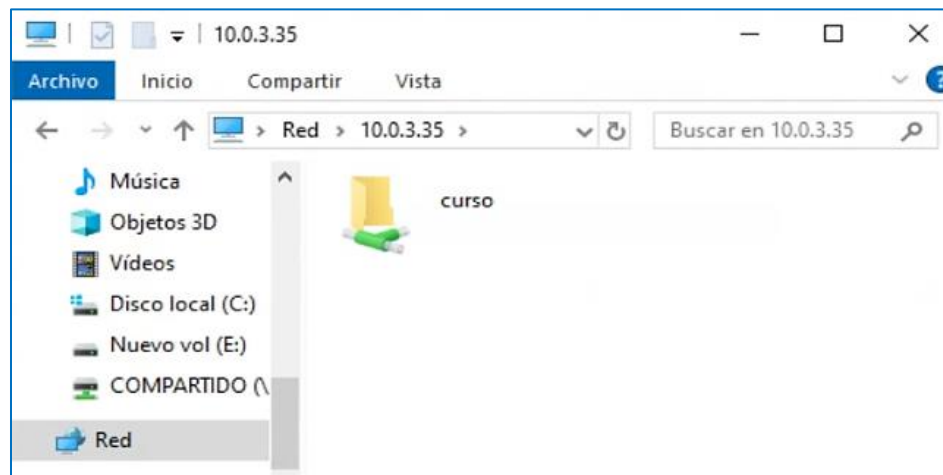 10.0.3.35
Archivo Inicio Compartir Vista
Red > 10.0.3.35 > Buscar en 10.0.3.35
Música
Objetos 3D
Vídeos
Disco local (C:)
Nuevo vol (E:)
COMPARTIDO (\
Red
curso